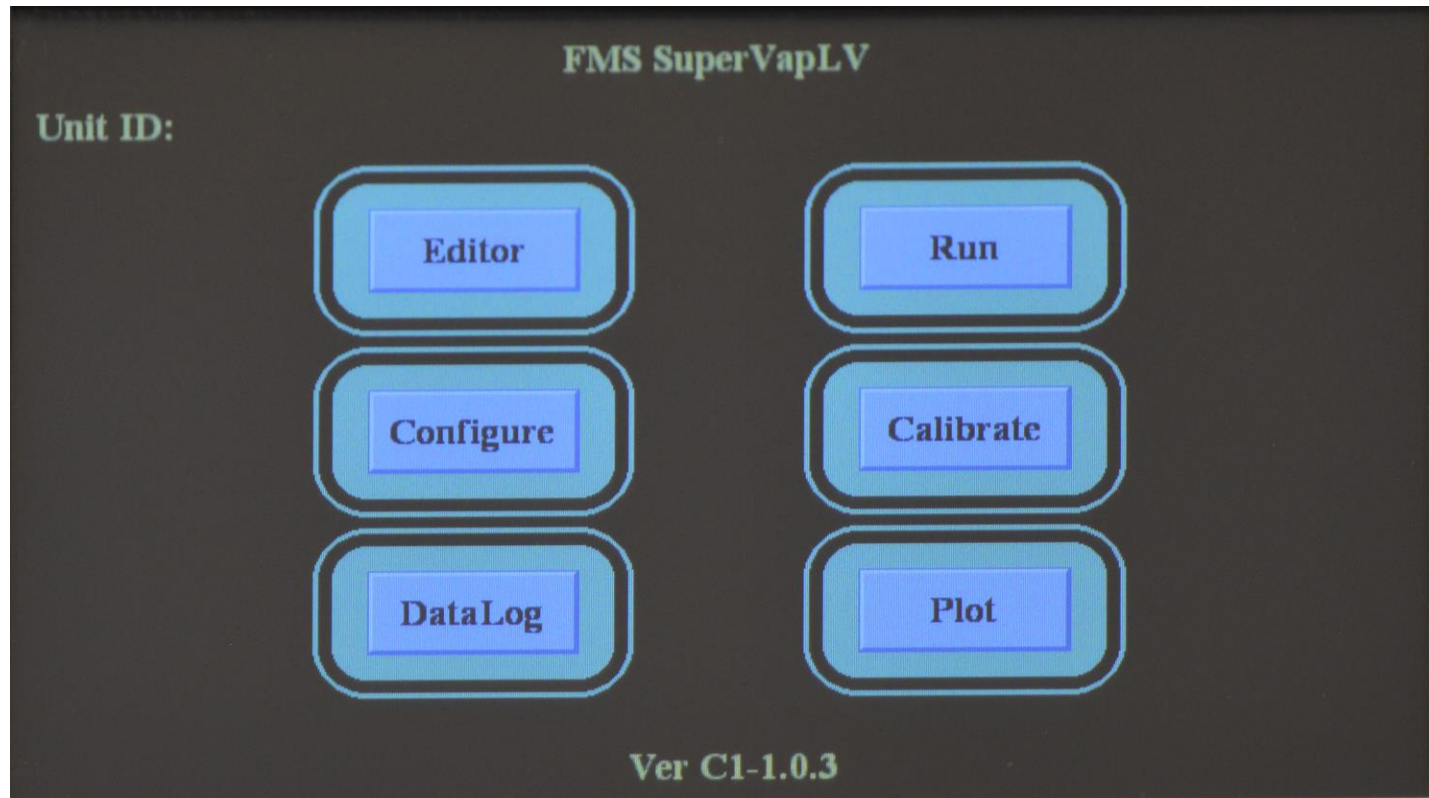 FMS SuperVapLV
Unit ID:
Editor
Run
Configure
Calibrate
DataLog
Plot
Ver C1-1.0.3